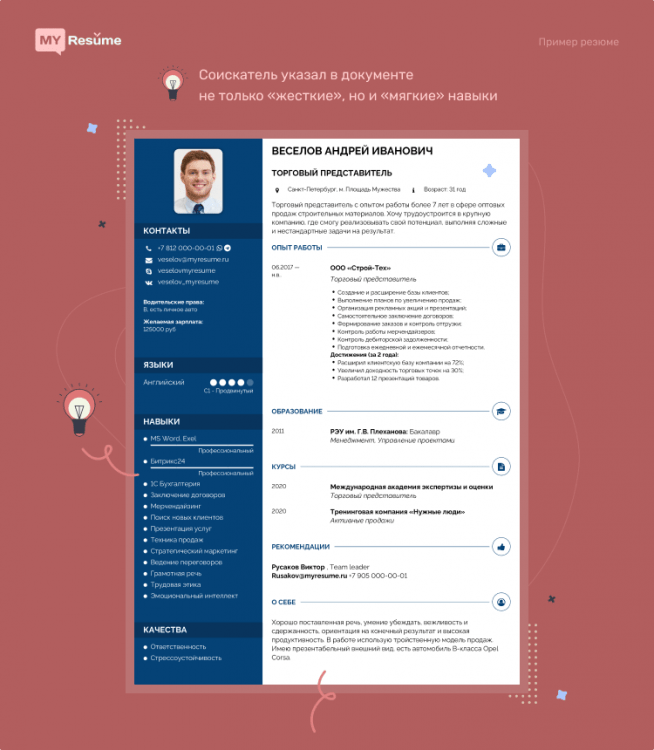 MY Resume
Пример резюме
Соискатель указал в документе
не только «жесткие», но и «мягкие» навыки
ВЕСЕЛОВ АНДРЕЙ ИВАНОВИЧ
ТОРГОВЫЙ ПРЕДСТАВИТЕЛЬ
Санкт-Петербург, м. Площадь Мужества Возраст: 31 год
Торговый представитель с опытом работы более 7 лет в сфере оптовых
продаж строительных материалов. Хочу трудоустроится в крупную
компанию, где смогу реализовывать свой потенциал, выполняя сложные
и нестандартные задачи на результат.
КОНТАКТЫ
+7 812 000-00-01
veselov@myresume.ru
veselovmyresume
veselov_myresume
Водительские права:
B, есть личное авто
Желаемая зарплата:
125000 руб
ЯЗЫКИ
Английский
C1 - Продвинутый
НАВЫКИ
MS Word, Exel
Профессиональный
Битрикс24
Профессиональный
1С Бухгалтерия
Заключение договоров
Мерчендайзинг
Поиск новых клиентов
Презентация услуг
Техника продаж
Стратегический маркетинг
Ведение переговоров
Грамотная речь
Трудовая этика
Эмоциональный интеллект
КАЧЕСТВА
Ответственность
Стрессоустойчивость
ОПЫТ РАБОТЫ
06.2017 —
н.в.
ООО «Строй-Тех»
Торговый представитель
Создание и расширение базы клиентов;
Выполнение планов по увеличению продаж;
Организация рекламных акций и презентаций;
Самостоятельное заключение договоров;
Формирование заказов и контроль отгрузки;
Контроль работы мерчендайзеров;
Контроль дебиторской задолженности;
Подготовка ежедневной и ежемесячной отчетности.
Достижения (за 2 года):
Расширил клиентскую базу компании на 72%;
Увеличил доходность торговых точек на 30%;
Разработал 12 презентаций товаров.
ОБРАЗОВАНИЕ
2011
РЭУ им. Г.В. Плеханова: Бакалавр
Менеджмент, Управление проектами
КУРСЫ
2020
Международная академия экспертизы и оценки
Торговый представитель
2020
Тренинговая компания «Нужные люди»
Активные продажи
РЕКОМЕНДАЦИИ
Русаков Виктор , Team leader
Rusakov@myresume.ru +7 905 000-00-01
О СЕБЕ
Хорошо поставленная речь, умение убеждать, вежливость и
сдержанность, ориентация на конечный результат и высокая
продуктивность. В работе использую тройственную модель продаж.
Имею презентабельный внешний вид, есть автомобиль B-класса Opel
Corsa.